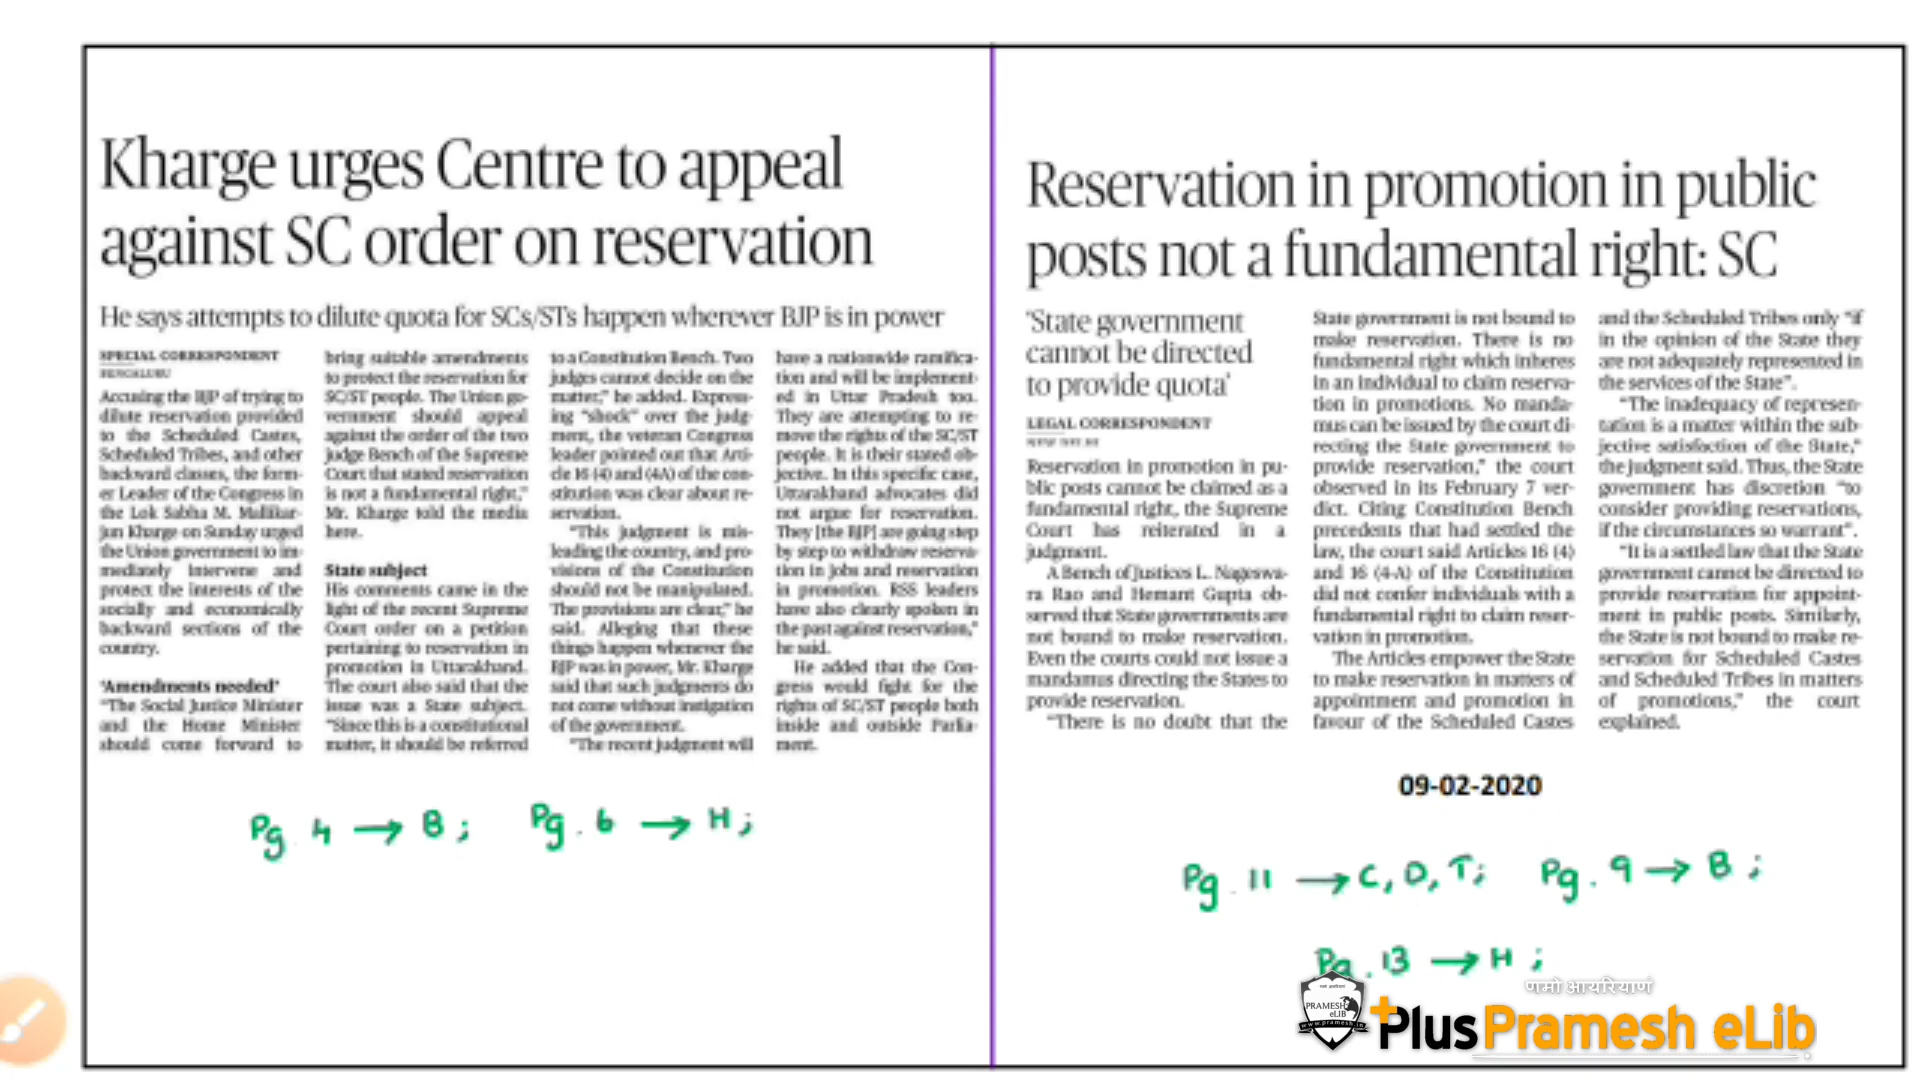 Kharge urges Centre to appeal
against SC order on reservation
He says attempts to dilute quota for SCs/STs happen wherever BJP is in power
SPECIAL CORRESPONDENT
BENGALURU
Accusing the BJP of trying to
dilute reservation provided
to the Scheduled Castes,
Scheduled Tribes, and other
backward classes, the form-
er Leader of the Congress in
the Lok Sabha M. Mallikar-
jun Kharge on Sunday urged
the Union government to im-
mediately intervene and
protect the interests of the
socially and economically
backward sections of the
country.
'Amendments needed'
"The Social Justice Minister
and the Home Minister
should come forward to
bring suitable amendments
to protect the reservation for
SC/ST people. The Union go-
vernment should appeal
against the order of the two
judge Bench of the Supreme
Court that stated reservation
is not a fundamental right,"
Mr. Kharge told the media
here.
State subject
His comments came in the
light of the recent Supreme
Court order on a petition
pertaining to reservation in
promotion in Uttarakhand.
The court also said that the
issue was a State subject.
"Since this is a constitutional
matter, it should be referred
to a Constitution Bench. Two
judges cannot decide on the
matter," he added. Express-
ing "shock" over the judg-
ment, the veteran Congress
leader pointed out that Arti-
cle 16 (4) and (4A) of the con-
stitution was clear about re-
servation.
"This judgment is mis-
leading the country, and pro-
visions of the Constitution
should not be manipulated.
The provisions are clear," he
said. Alleging that these
things happen whenever the
BJP was in power, Mr. Kharge
said that such judgments do
not come without instigation
of the government.
"The recent judgment will
have a nationwide ramifica-
tion and will be implement-
ed in Uttar Pradesh too.
They are attempting to re-
move the rights of the SC/ST
people. It is their stated ob-
jective. In this specific case,
Uttarakhand advocates did
not argue for reservation.
They [the BJP] are going step
by step to withdraw reserva-
tion in jobs and reservation
in promotion. RSS leaders
have also clearly spoken in
the past against reservation,"
he said.
He added that the Con-
gress would fight for the
rights of SC/ST people both
inside and outside Parlia-
ment.
Pg. 4 → B; Pg. 6 → H;
Reservation in promotion in public
posts not a fundamental right: SC
'State government
cannot be directed
to provide quota'
LEGAL CORRESPONDENT
NEW DELHI
Reservation in promotion in pu-
blic posts cannot be claimed as a
fundamental right, the Supreme
Court has reiterated in a
judgment.
A Bench of Justices L. Nageswa-
ra Rao and Hemant Gupta ob-
served that State governments are
not bound to make reservation.
Even the courts could not issue a
mandamus directing the States to
provide reservation.
"There is no doubt that the
State government is not bound to
make reservation. There is no
fundamental right which inheres
in an individual to claim reserva-
tion in promotions. No manda-
mus can be issued by the court di-
recting the State government to
provide reservation," the court
observed in its February 7 ver-
dict. Citing Constitution Bench
precedents that had settled the
law, the court said Articles 16 (4)
and 16 (4-A) of the Constitution
did not confer individuals with a
fundamental right to claim reser-
vation in promotion.
The Articles empower the State
to make reservation in matters of
appointment and promotion in
favour of the Scheduled Castes
and the Scheduled Tribes only "if
in the opinion of the State they
are not adequately represented in
the services of the State".
"The inadequacy of represen-
tation is a matter within the sub-
jective satisfaction of the State,"
the judgment said. Thus, the State
government has discretion "to
consider providing reservations,
if the circumstances so warrant".
"It is a settled law that the State
government cannot be directed to
provide reservation for appoint-
ment in public posts. Similarly,
the State is not bound to make re-
servation for Scheduled Castes
and Scheduled Tribes in matters
of promotions," the court
explained.
09-02-2020
Pg. 11 → C, D, T; Pg. 9 → B;
Pg. 13 → H;
णमो आयरियाणं
PRAMESH
eLIB
www.pramesh.in
+Plus Pramesh eLib